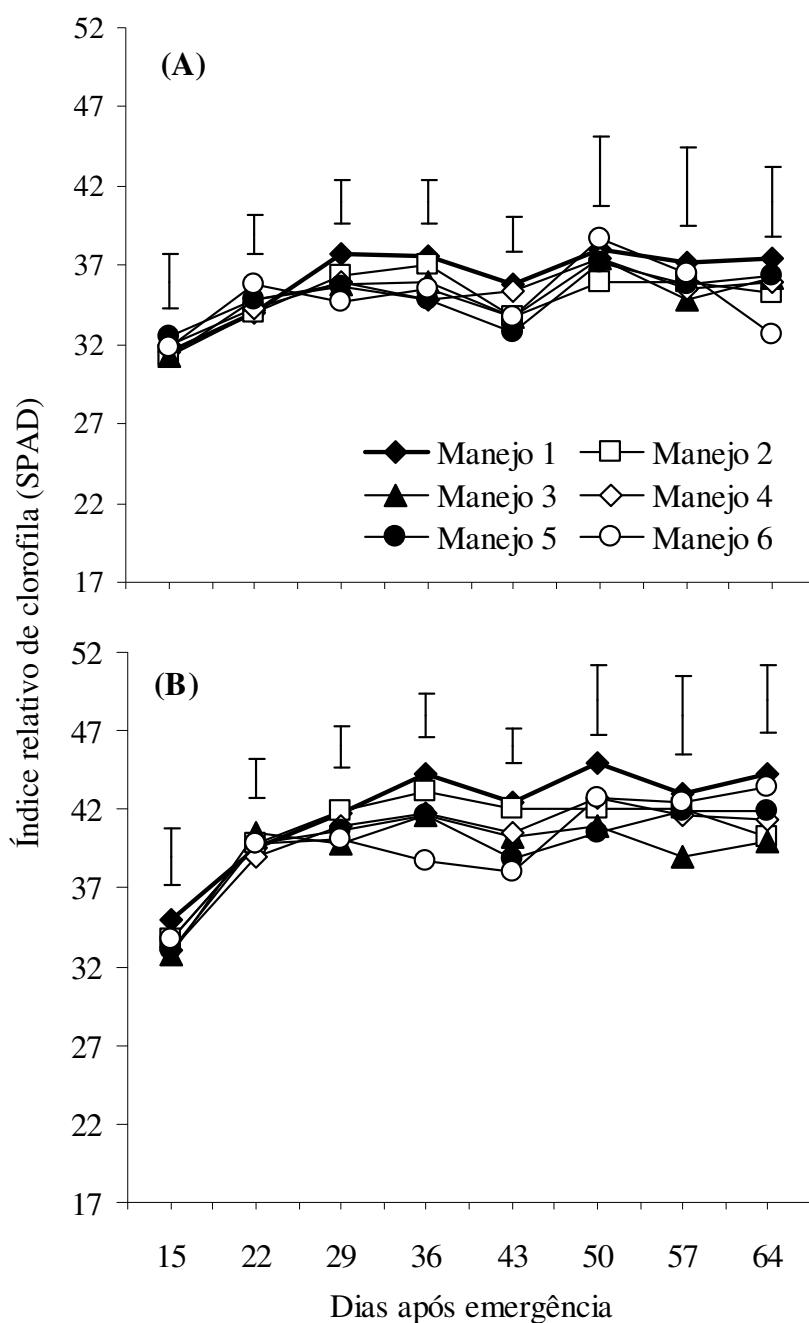 52
(A)
47
42
37
32
27
22
17
Manejo 1 Manejo 2
Manejo 3 Manejo 4
Manejo 5 Manejo 6
Índice relativo de clorofila (SPAD)
52
(B)
47
42
37
32
27
22
17
15 22 29 36 43 50 57 64
Dias após emergência